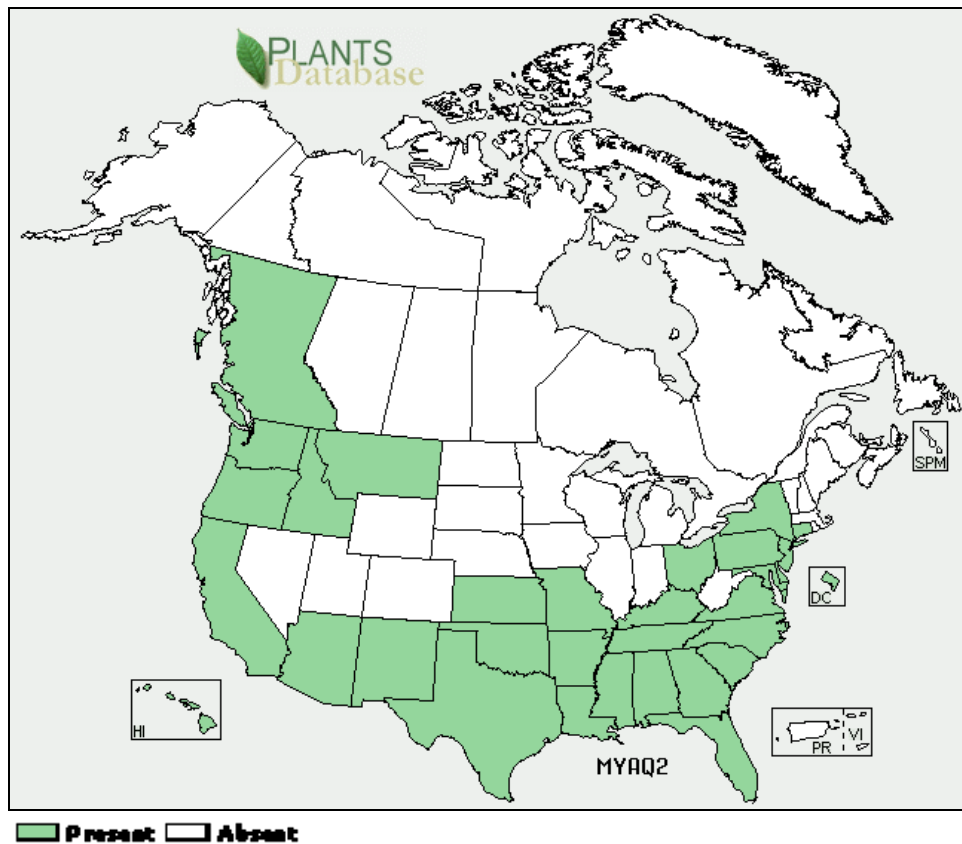 PLANTS
Database
SPM
DC
HI
PR
VI
MYAQ2
Present
Absent